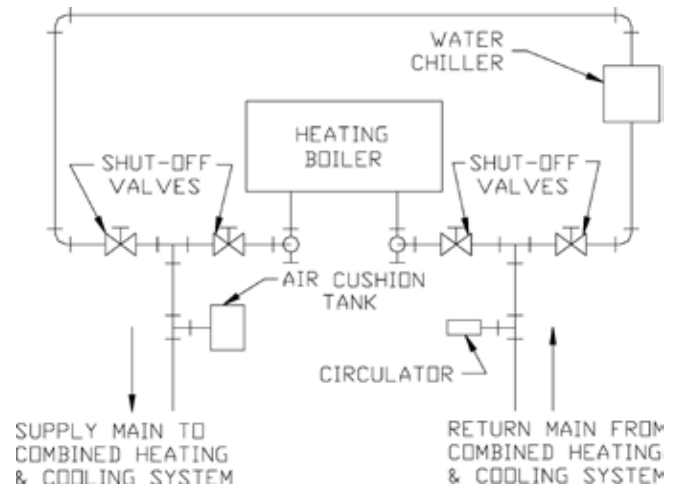 WATER
CHILLER
HEATING
BOILER
SHUT-OFF
VALVES
SHUT-OFF
VALVES
AIR CUSHION
TANK
CIRCULATOR
SUPPLY MAIN TO
COMBINED HEATING
& COOLING SYSTEM
RETURN MAIN FROM
COMBINED HEATING
& COOLING SYSTEM